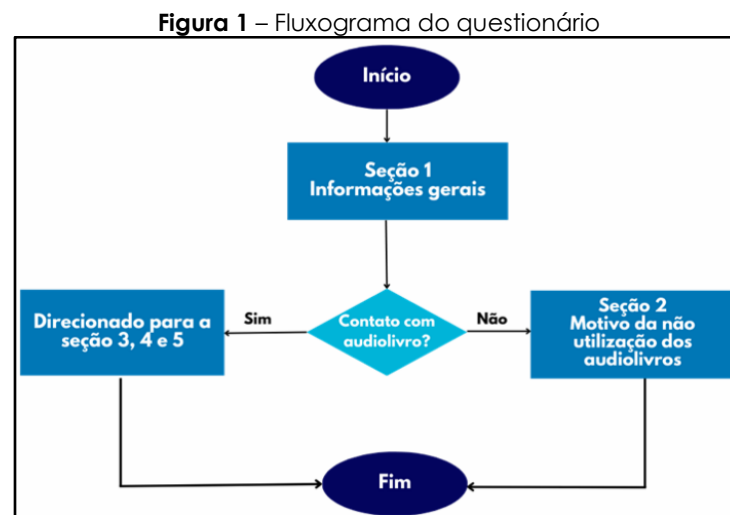 Figura 1 – Fluxograma do questionário
Início
Seção 1
Informações gerais
Contato com
audiolivro?
Sim
Não
Direcionado para a
seção 3, 4 e 5
Seção 2
Motivo da não
utilização dos
audiolivros
Fim